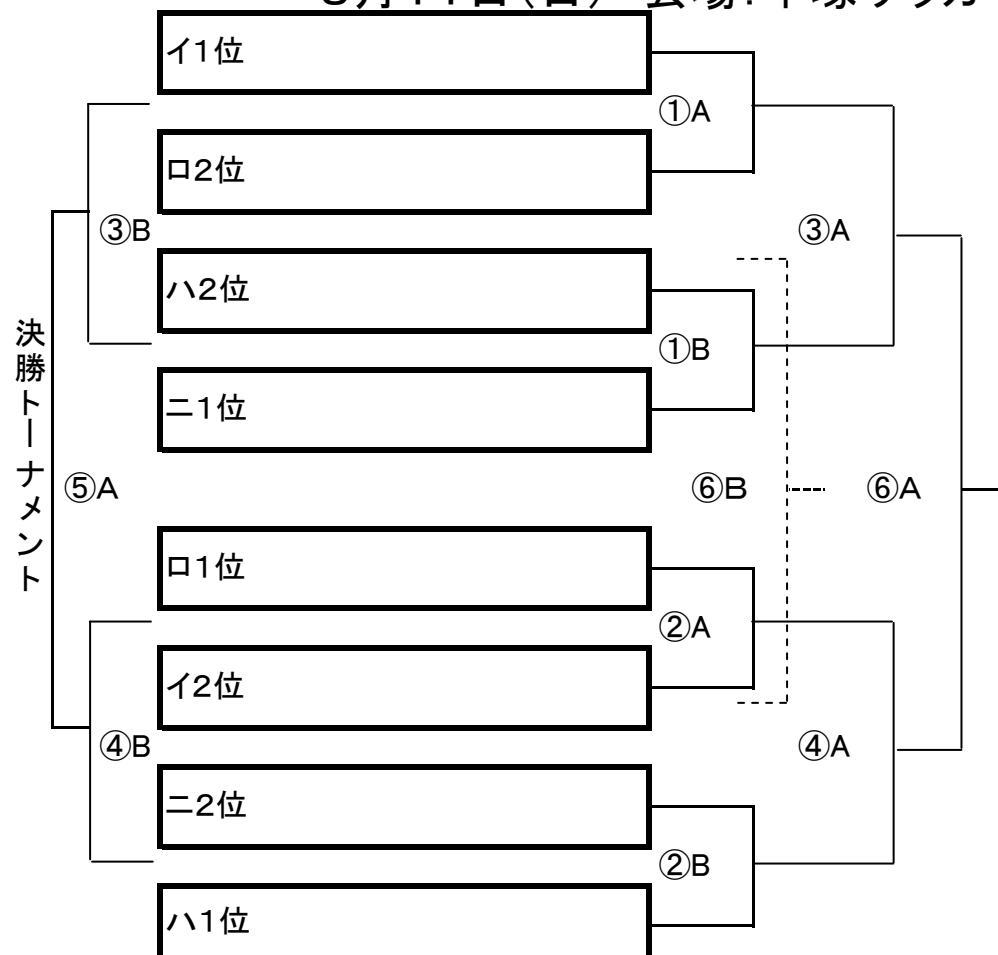 イ1位
①A
ロ2位
③B
③A
ハ2位
①B
ニ1位
決勝トーナメント
⑤A
⑥B
⑥A
ロ1位
②A
イ2位
④B
④A
ニ2位
②B
ハ1位